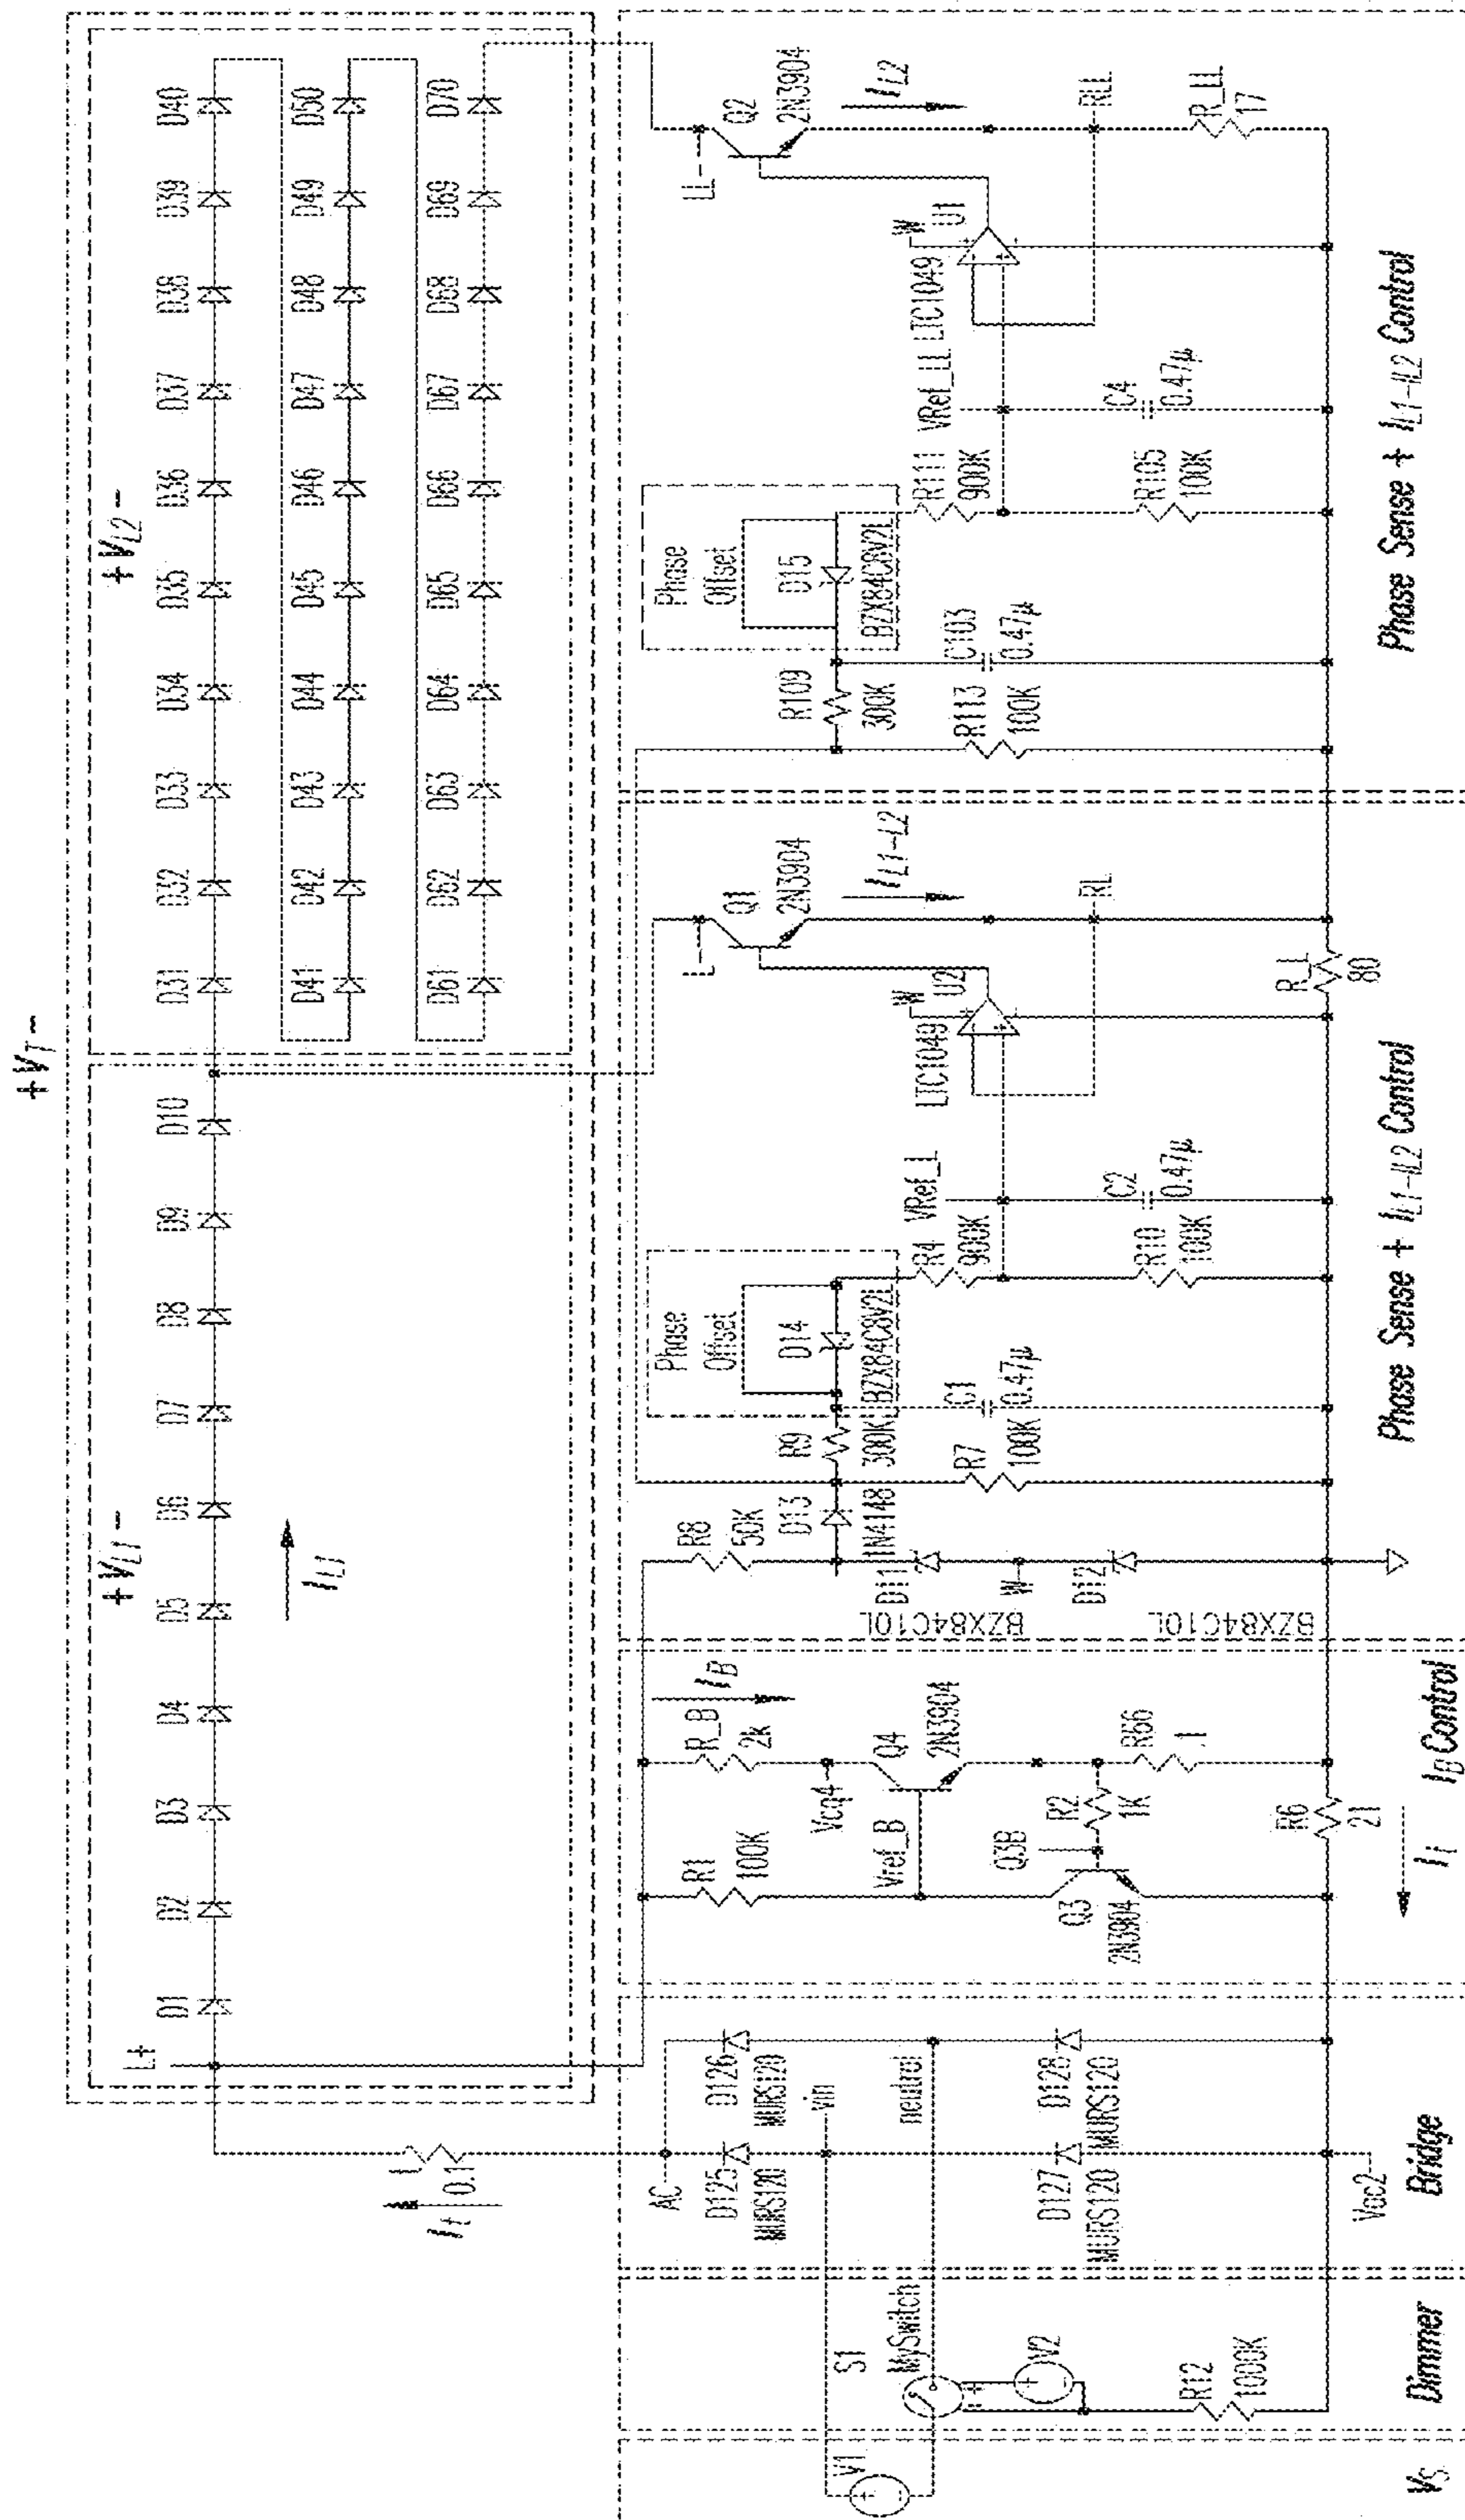 +VT-
+VL1-
+VL2-
L+
D1
D2
D3
D4
D5
D6
D7
D8
D9
D10
D31
D32
D33
D34
D35
D36
D37
D38
D39
D40
D41
D42
D43
D44
D45
D46
D47
D48
D49
D50
D61
D62
D63
D64
D65
D66
D67
D68
D69
D70
IL1
It
I
0.1
V1
VS
S1
MySwitch
V2
R12
1000K
Dimmer
AC
D125
MURS120
D126
MURS120
vin
neutral
D127
MURS120
D128
MURS120
Vac2
Bridge
R1
100K
R_B
2k
IB
Vcq4
Vref_B
Q4
2N3904
Q3B
R2
1K
Q3
2N3904
R66
.1
R6
21
It
IB Control
R8
50K
D13
1N4148
D11
BZX84C10L
W
D12
BZX84C10L
R9
300K
R7
100K
Phase
Offset
D14
BZX84C8V2L
C1
0.47µ
R4
900K
VRef_L
R10
100K
C2
0.47µ
LTC1049
W
U2
L-
Q1
2N3904
IL1-IL2
RL
R_L
80
Phase Sense + IL1-IL2 Control
R109
300K
R113
100K
Phase
Offset
D15
BZX84C8V2L
C103
0.47µ
R111
900K
VRef_LL
R105
100K
C4
0.47µ
LTC1049
W
U1
LL-
Q2
2N3904
IL2
RLL
R_LL
17
Phase Sense + IL1-IL2 Control